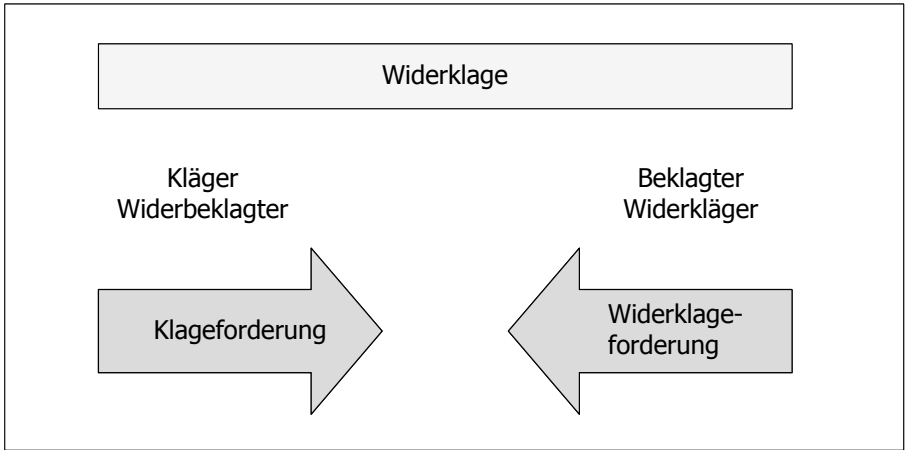 Widerklage
Kläger
Widerbeklagter
Beklagter
Widerkläger
Klageforderung
Widerklage-
forderung